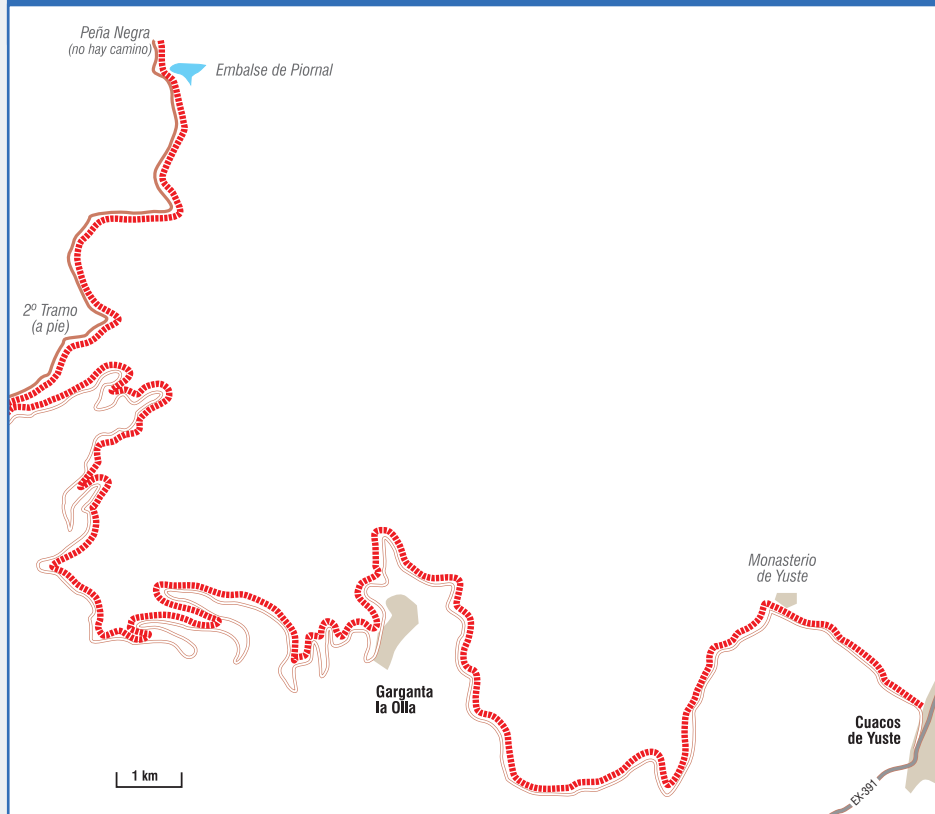 Peña Negra
(no hay camino)
Embalse de Piornal
2º Tramo
(a pie)
Monasterio
de Yuste
Garganta
la Olla
Cuacos
de Yuste
1 km
EX-391